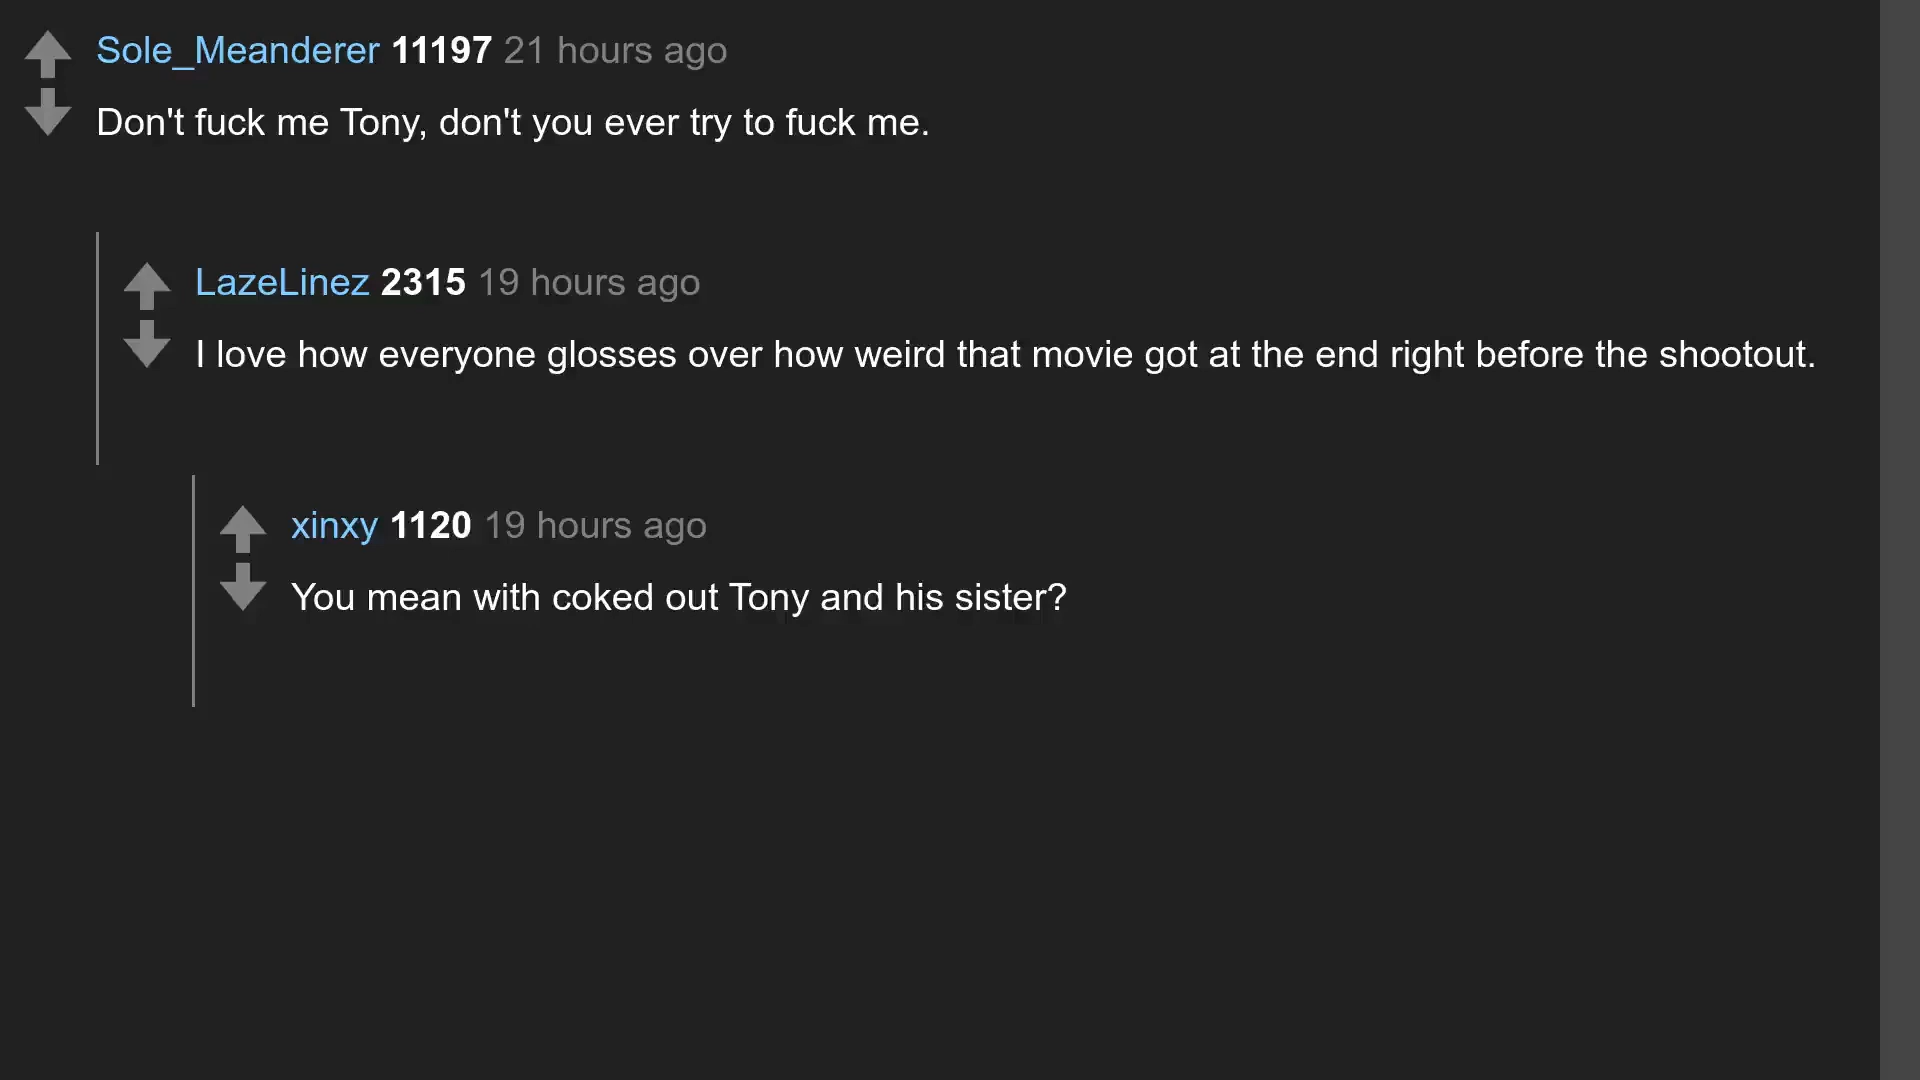 Sole_Meanderer 11197 21 hours ago
Don't fuck me Tony, don't you ever try to fuck me.
LazeLinez 2315 19 hours ago
I love how everyone glosses over how weird that movie got at the end right before the shootout.
xinxy 1120 19 hours ago
You mean with coked out Tony and his sister?